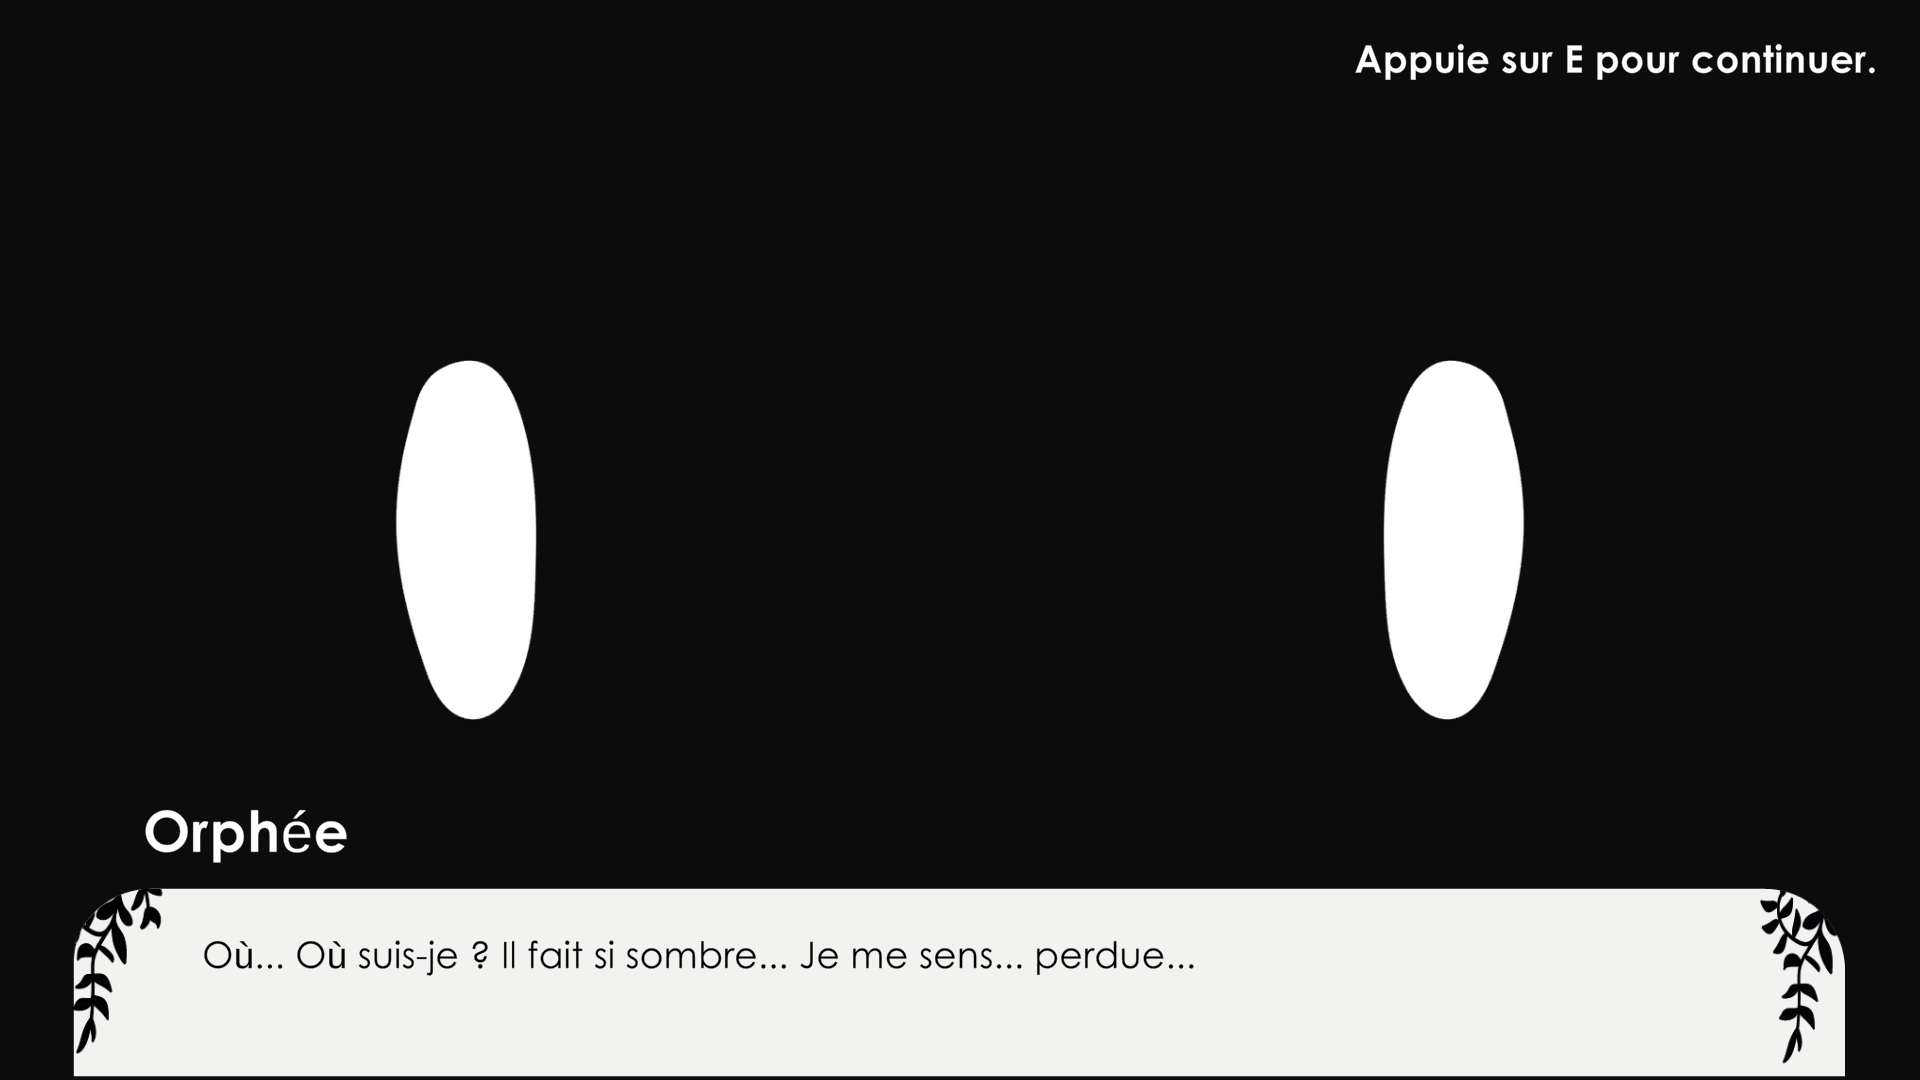 Appuie sur E pour continuer.
Orphée
Où... Où suis-je ? Il fait si sombre... Je me sens... perdue...